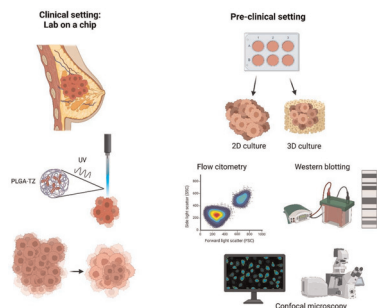 Clinical setting:
Lab on a chip
Pre-clinical setting
2D culture
3D culture
UV
PLGA-TZ
Flow citometry
Western blotting
Side light scatter (SSC)
Forward light scatter (FSC)
Confocal microscopy